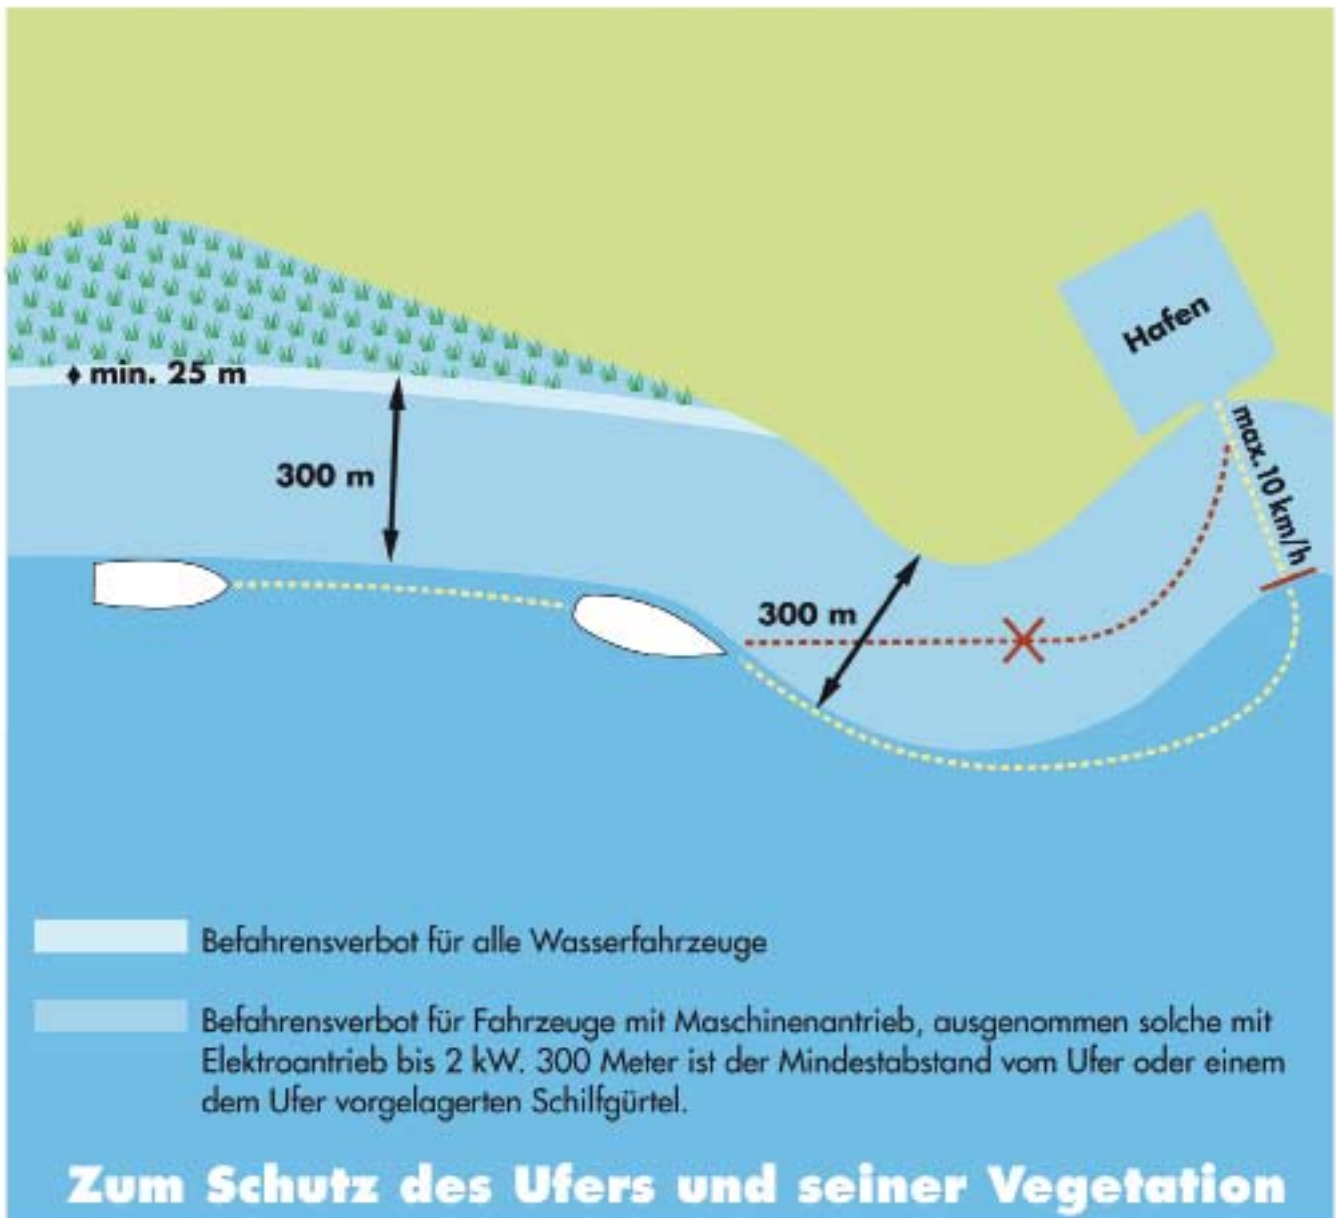 Hafen
min. 25 m
max. 10 km/h
300 m
300 m
Befahrensverbot für alle Wasserfahrzeuge
Befahrensverbot für Fahrzeuge mit Maschinenantrieb, ausgenommen solche mit
Elektroantrieb bis 2 kW. 300 Meter ist der Mindestabstand vom Ufer oder einem
dem Ufer vorgelagerten Schilfgürtel.
Zum Schutz des Ufers und seiner Vegetation